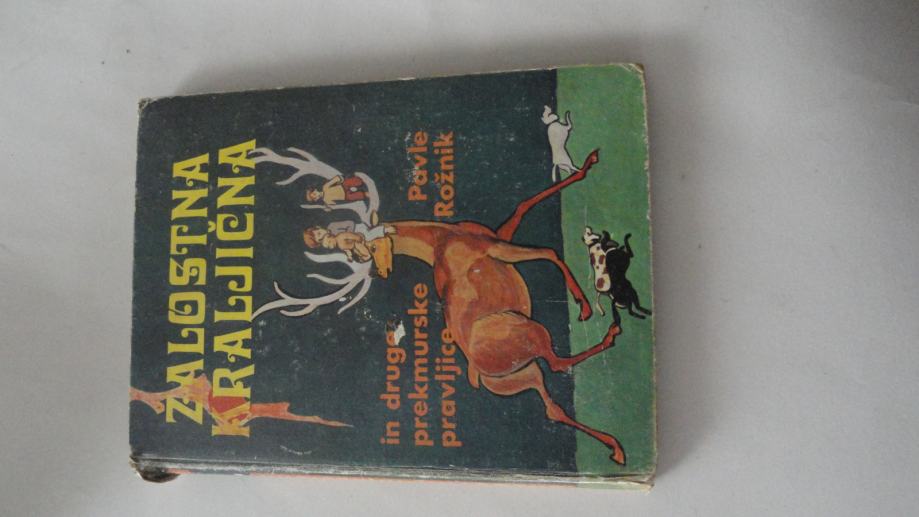 ŽALOSTNA
KRALJIČNA
in druge
prekmurske
pravljice
Pavle
Rožnik